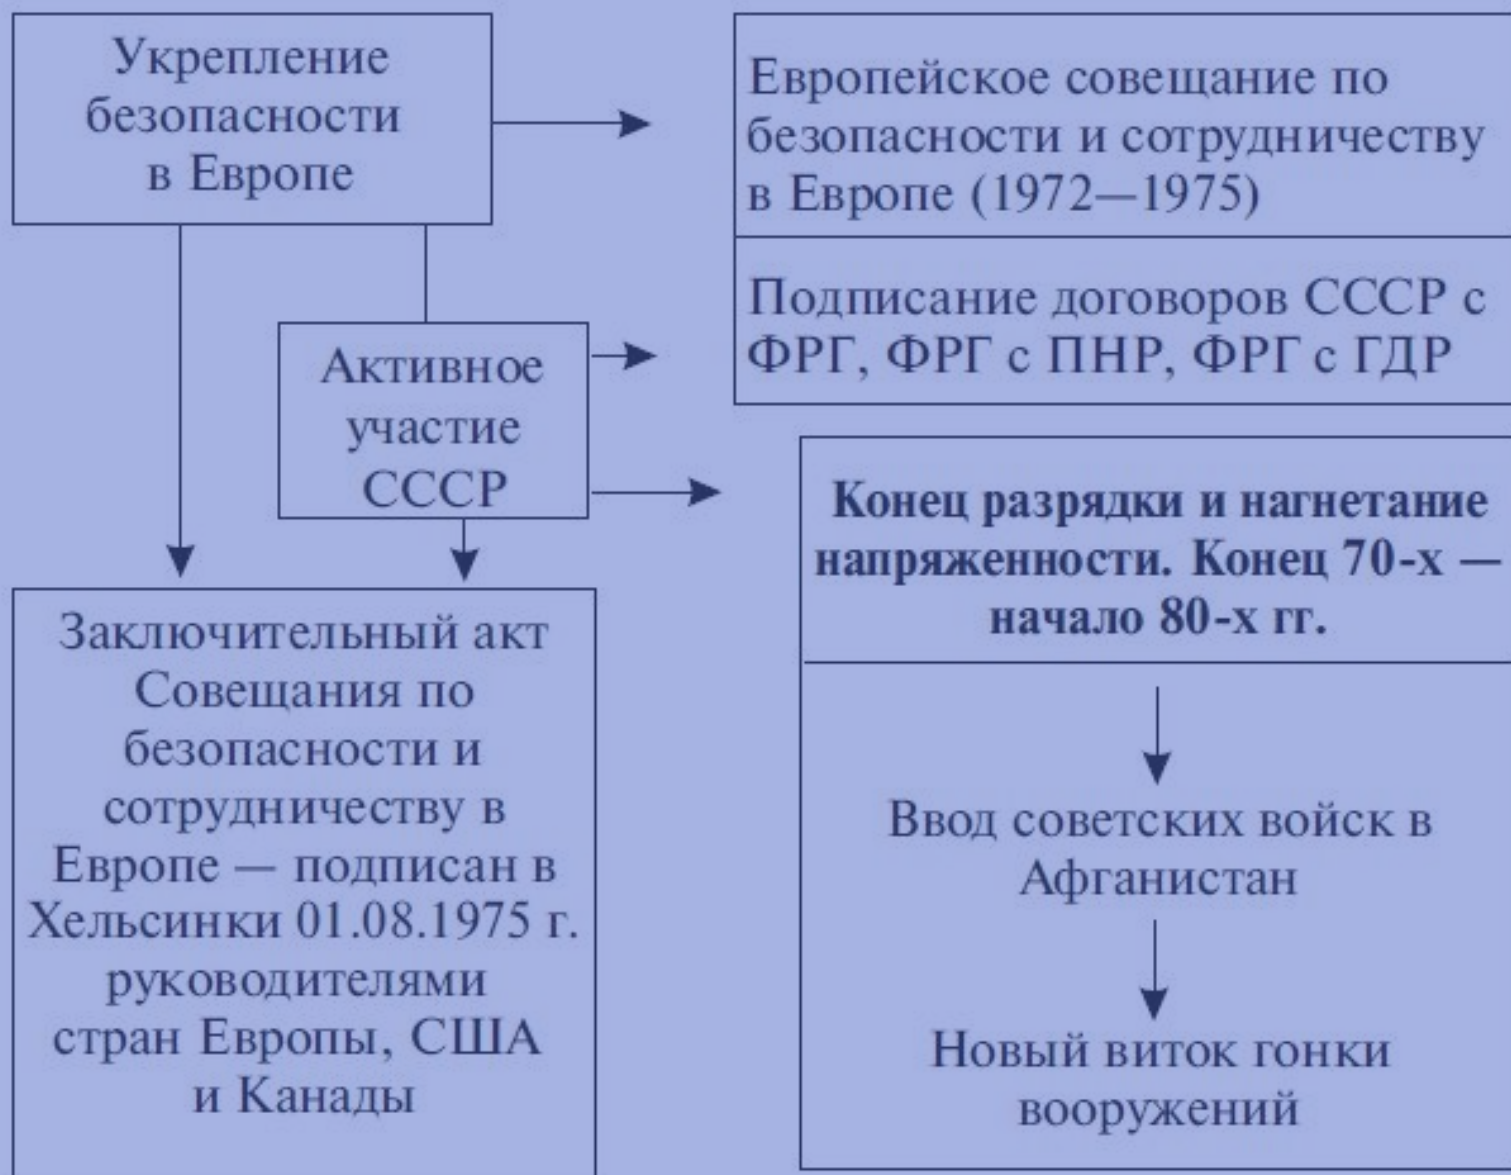 Укрепление
безопасности
в Европе
Европейское совещание по
безопасности и сотрудничеству
в Европе (1972—1975)
Подписание договоров СССР с
ФРГ, ФРГ с ПНР, ФРГ с ГДР
Активное
участие
СССР
Конец разрядки и нагнетание
напряженности. Конец 70-х —
начало 80-х гг.
Заключительный акт
Совещания по
безопасности и
сотрудничеству в
Европе — подписан в
Хельсинки 01.08.1975 г.
руководителями
стран Европы, США
и Канады
Ввод советских войск в
Афганистан
Новый виток гонки
вооружений